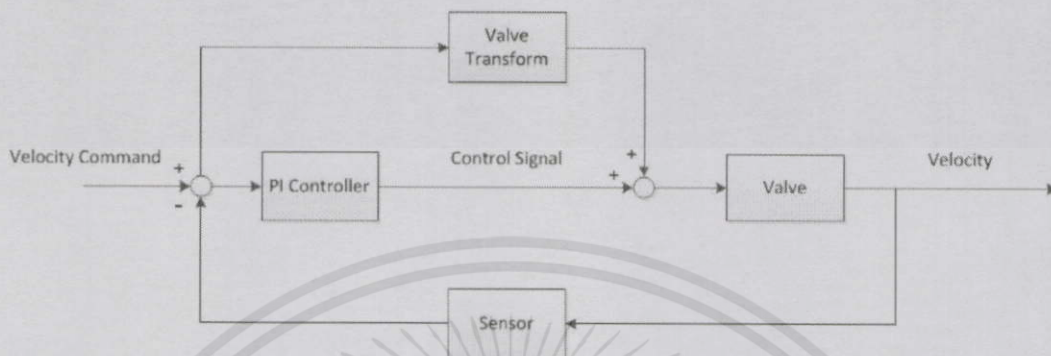 Valve
Transform
Velocity Command
+
-
PI Controller
Control Signal
+
+
Valve
Velocity
Sensor